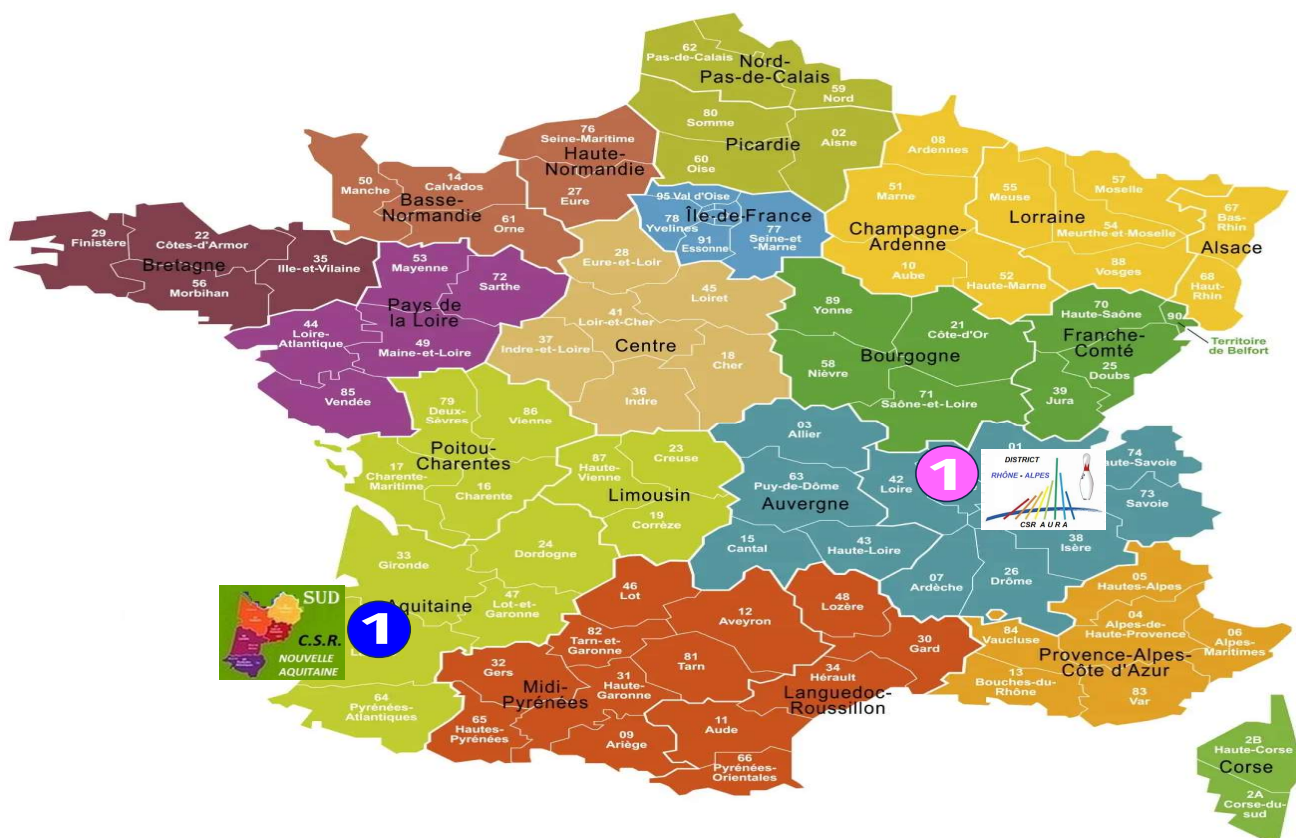 62
Pas-de-Calais
Nord-
Pas-de-Calais
59
Nord
80
Somme
02
Aisne
Picardie
60
Oise
76
Seine-Maritime
Haute-
Normandie
27
Eure
14
Calvados
50
Manche
Basse-
Normandie
61
Orne
95 Val d'Oise
Île-de-France
78
Yvelines
91
Essonne
77
Seine-et
-Marne
08
Ardennes
51
Marne
Champagne-
Ardenne
10
Aube
52
Haute-Marne
55
Meuse
57
Moselle
Lorraine
54
Meurthe-et-Moselle
88
Vosges
67
Bas-
Rhin
Alsace
68
Haut-
Rhin
29
Finistère
22
Côtes-d'Armor
35
Ille-et-Vilaine
Bretagne
56
Morbihan
53
Mayenne
72
Sarthe
Pays de
la Loire
44
Loire-
Atlantique
49
Maine-et-Loire
85
Vendée
28
Eure-et-Loir
45
Loiret
41
Loir-et-Cher
37
Indre-et-Loire
Centre
18
Cher
36
Indre
89
Yonne
21
Côte-d'Or
Bourgogne
58
Nièvre
71
Saône-et-Loire
70
Haute-Saône
90
Territoire
de Belfort
Franche-
Comté
25
Doubs
39
Jura
79
Deux-
Sèvres
86
Vienne
Poitou-
Charentes
17
Charente-
Maritime
16
Charente
23
Creuse
87
Haute-
Vienne
Limousin
19
Corrèze
03
Allier
63
Puy-de-Dôme
Auvergne
15
Cantal
43
Haute-Loire
42
Loire
1
01
DISTRICT
RHÔNE - ALPES
CSR A U R A
74
Haute-Savoie
73
Savoie
38
Isère
07
Ardèche
26
Drôme
33
Gironde
24
Dordogne
47
Lot-et-
Garonne
Aquitaine
SUD
C.S.R.
NOUVELLE
AQUITAINE
1
64
Pyrénées-
Atlantiques
46
Lot
12
Aveyron
82
Tarn-et-
Garonne
81
Tarn
32
Gers
31
Haute-
Garonne
Midi-
Pyrénées
65
Hautes-
Pyrénées
09
Ariège
48
Lozère
30
Gard
34
Hérault
Languedoc-
Roussillon
11
Aude
66
Pyrénées-
Orientales
05
Hautes-Alpes
04
Alpes-de-
Haute-Provence
06
Alpes-
Maritimes
84
Vaucluse
Provence-Alpes-
Côte d'Azur
13
Bouches-du-
Rhône
83
Var
2B
Haute-Corse
Corse
2A
Corse-du-
sud